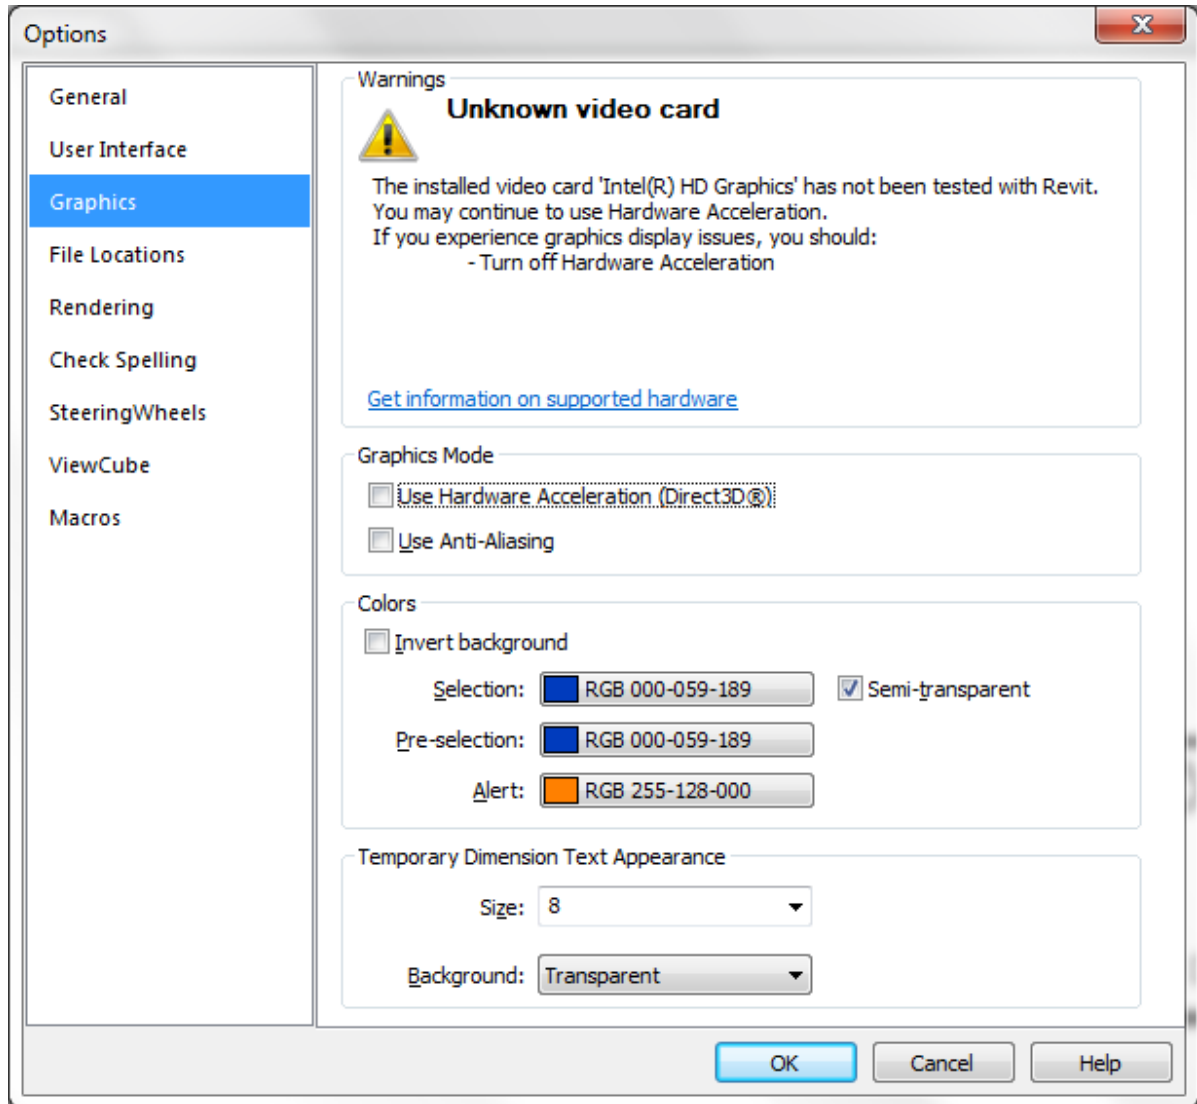 Options
General
User Interface
Graphics
File Locations
Rendering
Check Spelling
SteeringWheels
ViewCube
Macros
Warnings
Unknown video card
The installed video card 'Intel(R) HD Graphics' has not been tested with Revit.
You may continue to use Hardware Acceleration.
If you experience graphics display issues, you should:
- Turn off Hardware Acceleration
Get information on supported hardware
Graphics Mode
Use Hardware Acceleration (Direct3D®)
Use Anti-Aliasing
Colors
Invert background
Selection: RGB 000-059-189 Semi-transparent
Pre-selection: RGB 000-059-189
Alert: RGB 255-128-000
Temporary Dimension Text Appearance
Size: 8
Background: Transparent
OK Cancel Help